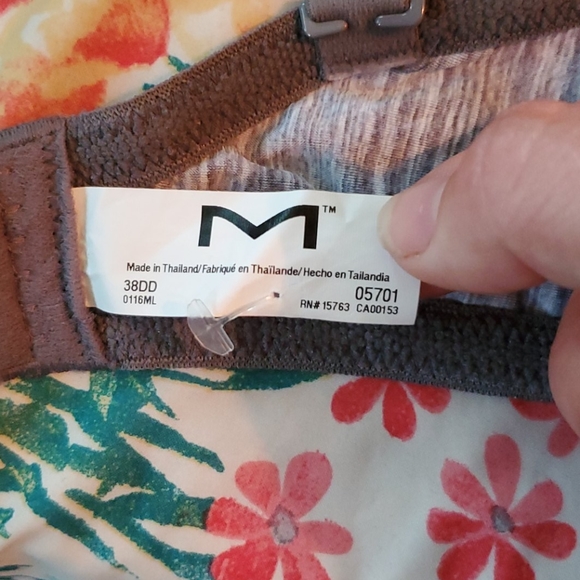 M™
Made in Thailand/Fabriqué en Thaïlande/Hecho en Tailandia
38DD 05701
0116ML RN# 15763 CA00153